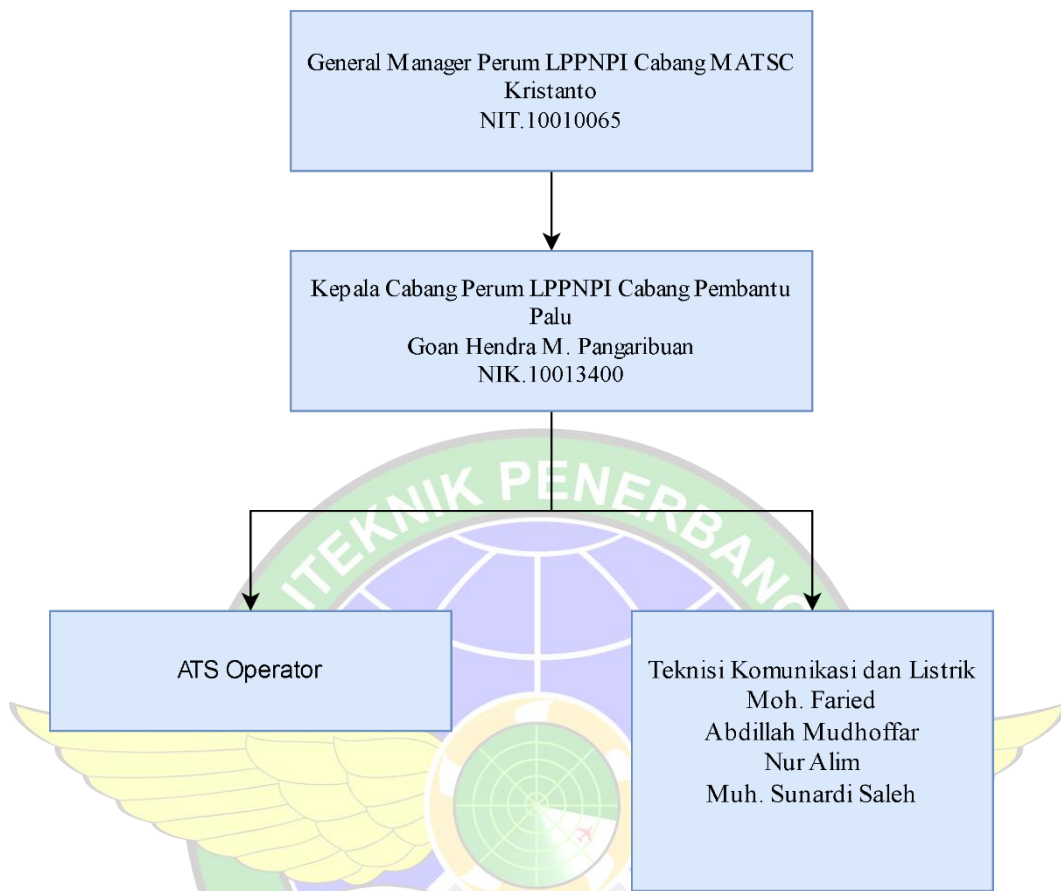 General Manager Perum LPPNPI Cabang MATSC
Kristanto
NIT.10010065
Kepala Cabang Perum LPPNPI Cabang Pembantu
Palu
Goan Hendra M. Pangaribuan
NIK.10013400
ITEKNIK PENERBANG
ATS Operator
Teknisi Komunikasi dan Listrik
Moh. Faried
Abdillah Mudhoffar
Nur Alim
Muh. Sunardi Saleh